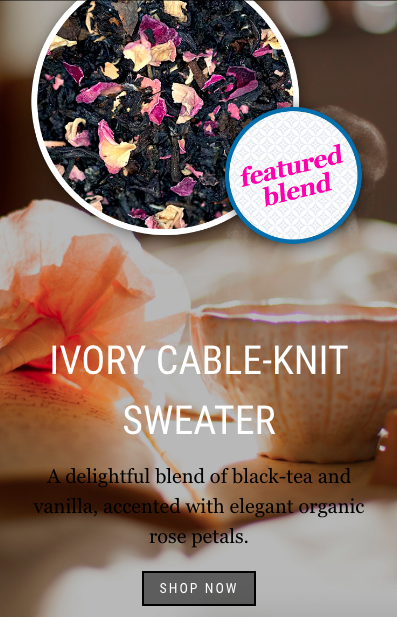 featured
blend
IVORY CABLE-KNIT
SWEATER
A delightful blend of black-tea and
vanilla, accented with elegant organic
rose petals.
SHOP NOW